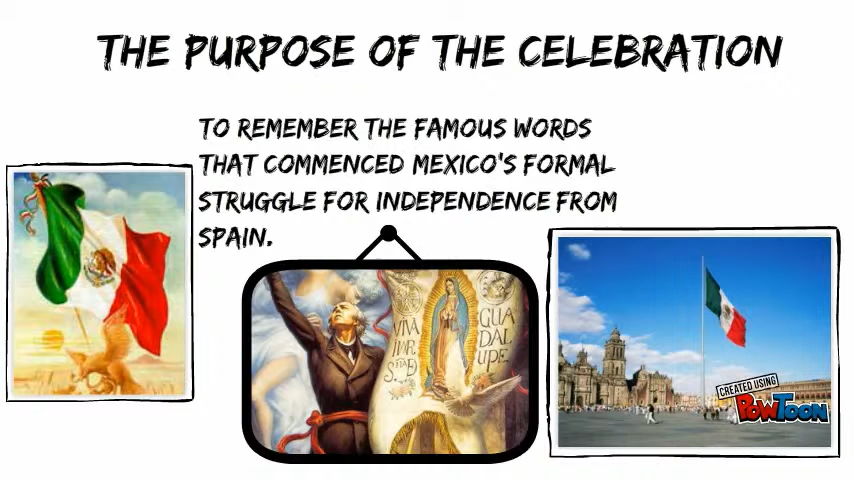 THE PURPOSE OF THE CELEBRATION
TO REMEMBER THE FAMOUS WORDS
THAT COMMENCED MEXICO'S FORMAL
STRUGGLE FOR INDEPENDENCE FROM
SPAIN.
VIVA
GUA
DAL
UPE.
CREATED USING
POWTOON